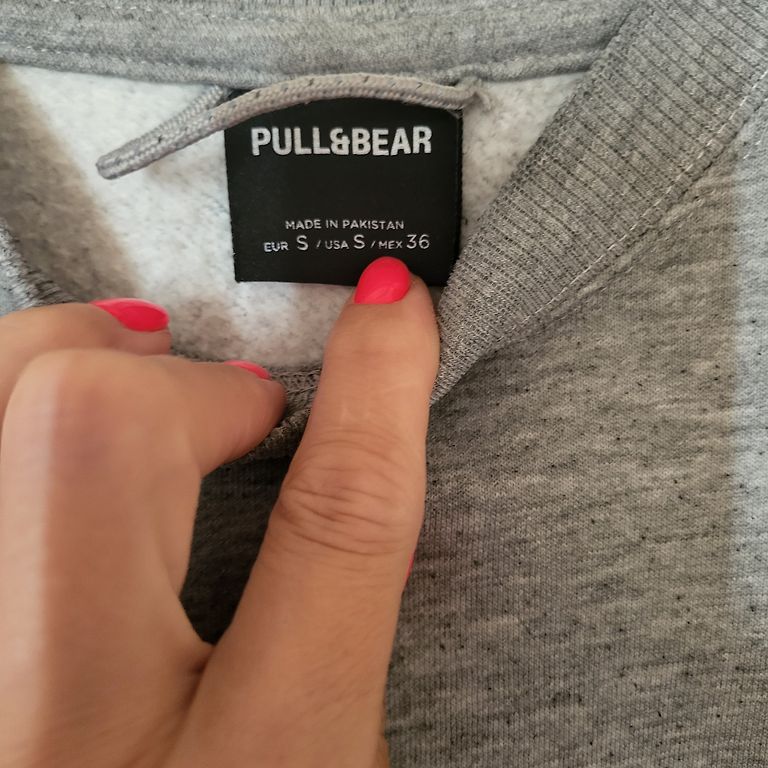 PULL&BEAR
MADE IN PAKISTAN
EUR S / USA S / MEX 36